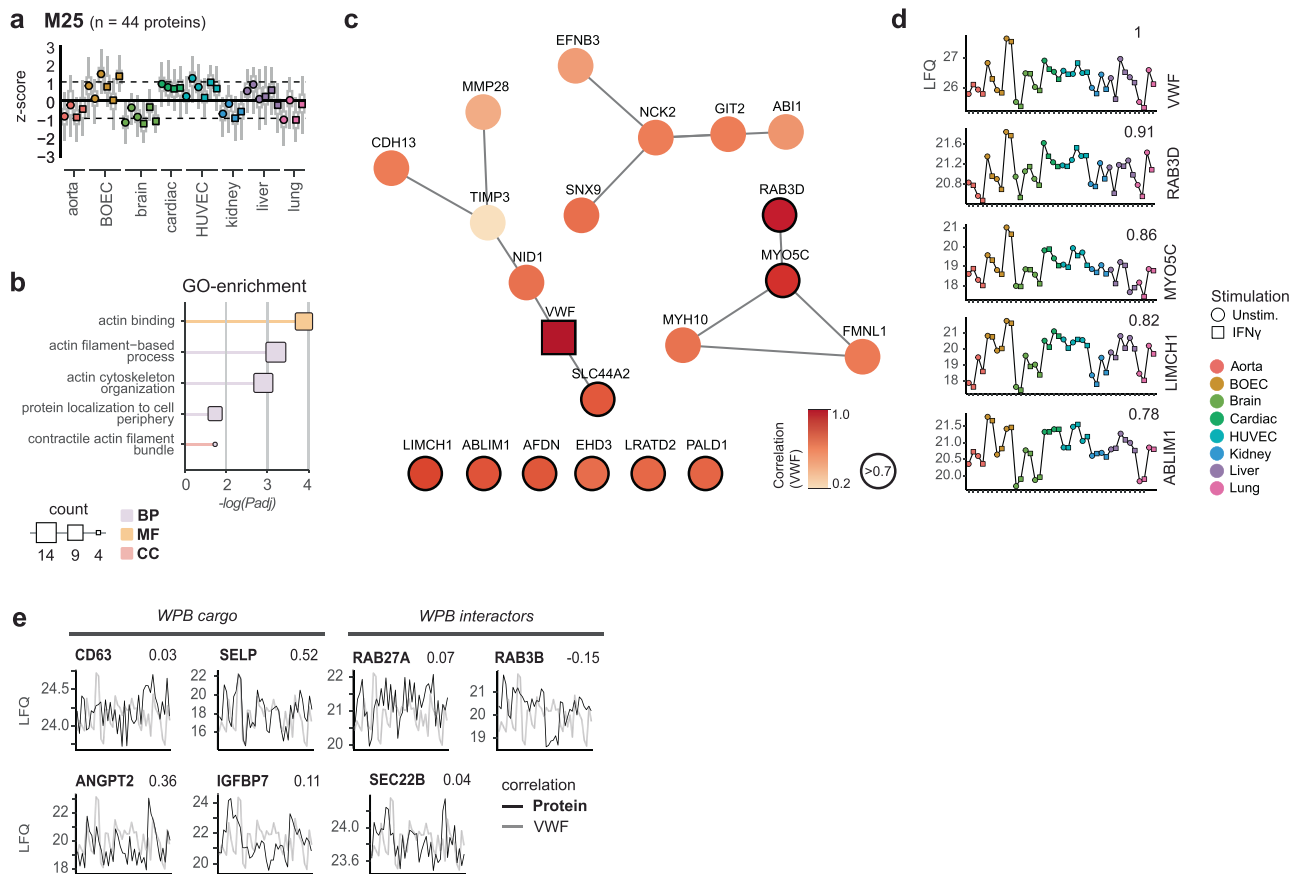 a M25 (n = 44 proteins)
z-score
3
2
1
0
−1
−2
−3
aorta
BOEC
brain
cardiac
HUVEC
kidney
liver
lung
b
GO-enrichment
actin binding
actin filament−based
process
actin cytoskeleton
organization
protein localization to cell
periphery
contractile actin filament
bundle
0 2 3 4
-log(Padj)
count
14 9 4
BP
MF
CC
c
EFNB3
MMP28
NCK2
GIT2
ABI1
CDH13
TIMP3
SNX9
RAB3D
NID1
MYO5C
VWF
MYH10
FMNL1
SLC44A2
LIMCH1 ABLIM1 AFDN EHD3 LRATD2 PALD1
Correlation
(VWF)
1.0
0.2
>0.7
d
LFQ
27
26
1
VWF
21.6
21.2
20.8
0.91
RAB3D
21
20
19
18
0.86
MYO5C
21
20
19
18
0.82
LIMCH1
21.5
21.0
20.5
20.0
0.78
ABLIM1
Stimulation
Unstim.
IFNγ
Aorta
BOEC
Brain
Cardiac
HUVEC
Kidney
Liver
Lung
e
WPB cargo
WPB interactors
CD63 0.03
LFQ
24.5
24.0
SELP 0.52
22
20
18
16
RAB27A 0.07
22
21
20
RAB3B -0.15
21
20
19
ANGPT2 0.36
LFQ
22
20
18
IGFBP7 0.11
24
22
20
SEC22B 0.04
24.0
23.6
correlation
Protein
VWF